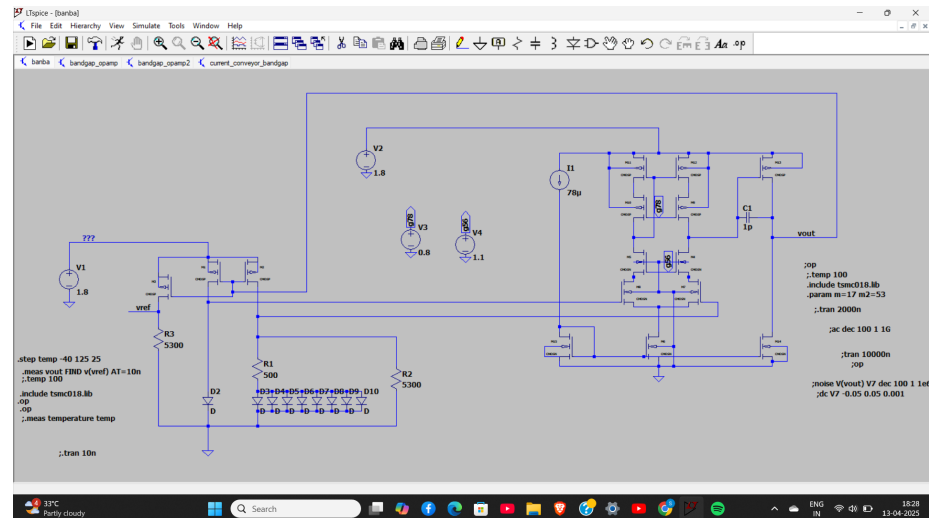 LTspice - [banba]
File Edit Hierarchy View Simulate Tools Window Help
banba bandgap_opamp bandgap_opamp2 current_conveyor_bandgap
V2
1.8
I1
78µ
g78
V3
0.8
g56
V4
1.1
g78
g56
C1
1p
vout
???
V1
1.8
vref
R3
5300
R1
500
R2
5300
D2
D
D3 D4 D5 D6 D7 D8 D9 D10
D D D D D D D D
.step temp -40 125 25
.meas vout FIND v(vref) AT=10n
;.temp 100
.include tsmc018.lib
.op
.op
;.meas temperature temp
;.tran 10n
;op
;.temp 100
.include tsmc018.lib
.param m=17 m2=53
;.tran 2000n
;ac dec 100 1 1G
;tran 10000n
;op
;noise V(vout) V7 dec 100 1 1e6
;dc V7 -0.05 0.05 0.001
33°C
Partly cloudy
Search
ENG
IN
18:28
13-04-2025